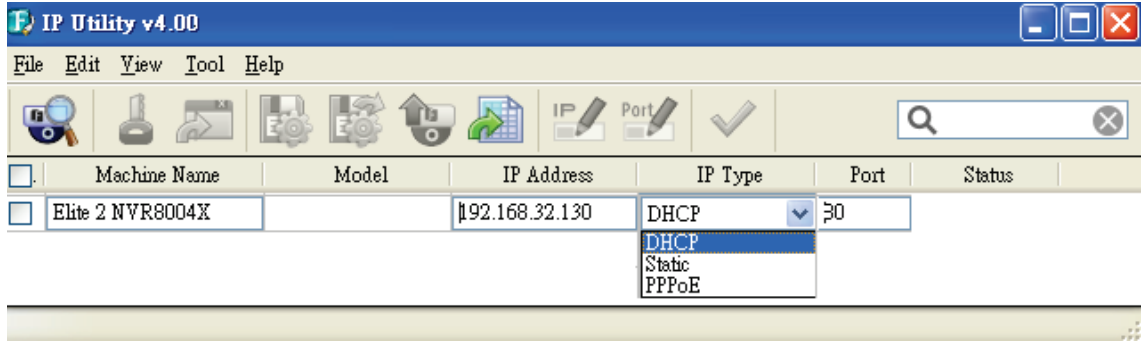 IP Utility v4.00
File Edit View Tool Help
IP Port
Machine Name Model IP Address IP Type Port Status
Elite 2 NVR8004X 192.168.32.130 DHCP
DHCP
Static
PPPoE